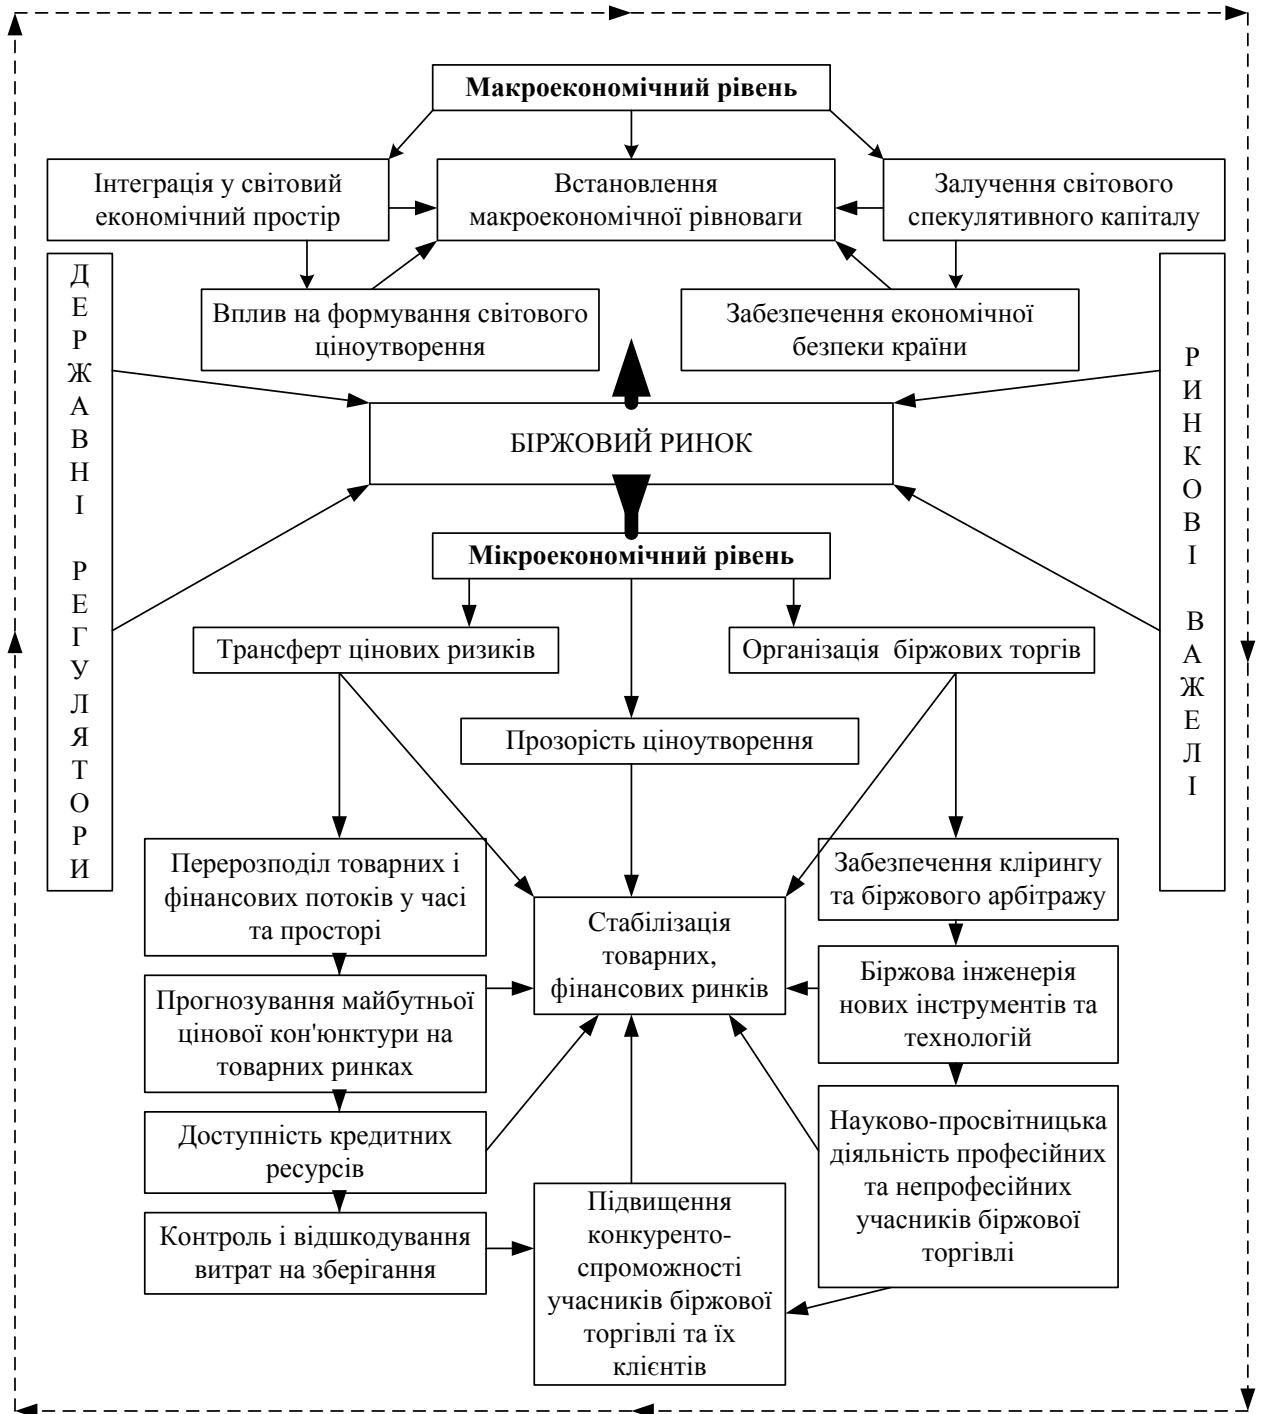 Макроекономічний рівень
Інтеграція у світовий
економічний простір
Встановлення
макроекономічної рівноваги
Залучення світового
спекулятивного капіталу
Вплив на формування світового
ціноутворення
Забезпечення економічної
безпеки країни
ДЕРЖАВНІ РЕГУЛЯТОРИ
РИНКОВІ ВАЖЕЛІ
БІРЖОВИЙ РИНОК
Мікроекономічний рівень
Трансферт цінових ризиків
Організація біржових торгів
Прозорість ціноутворення
Перерозподіл товарних і
фінансових потоків у часі
та просторі
Забезпечення клірингу
та біржового арбітражу
Стабілізація
товарних,
фінансових ринків
Прогнозування майбутньої
цінової кон'юнктури на
товарних ринках
Біржова інженерія
нових інструментів та
технологій
Доступність кредитних
ресурсів
Науково-просвітницька
діяльність професійних
та непрофесійних
учасників біржової
торгівлі
Контроль і відшкодування
витрат на зберігання
Підвищення
конкуренто-
спроможності
учасників біржової
торгівлі та їх
клієнтів